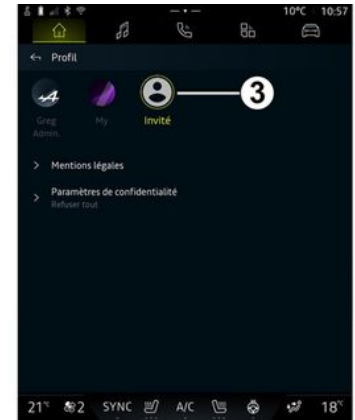 10°C 10:57
Profil
Greg
Admin.
My
Invité
3
Mentions légales
Paramètres de confidentialité
Refuser tout
21° 2 SYNC A/C 18°